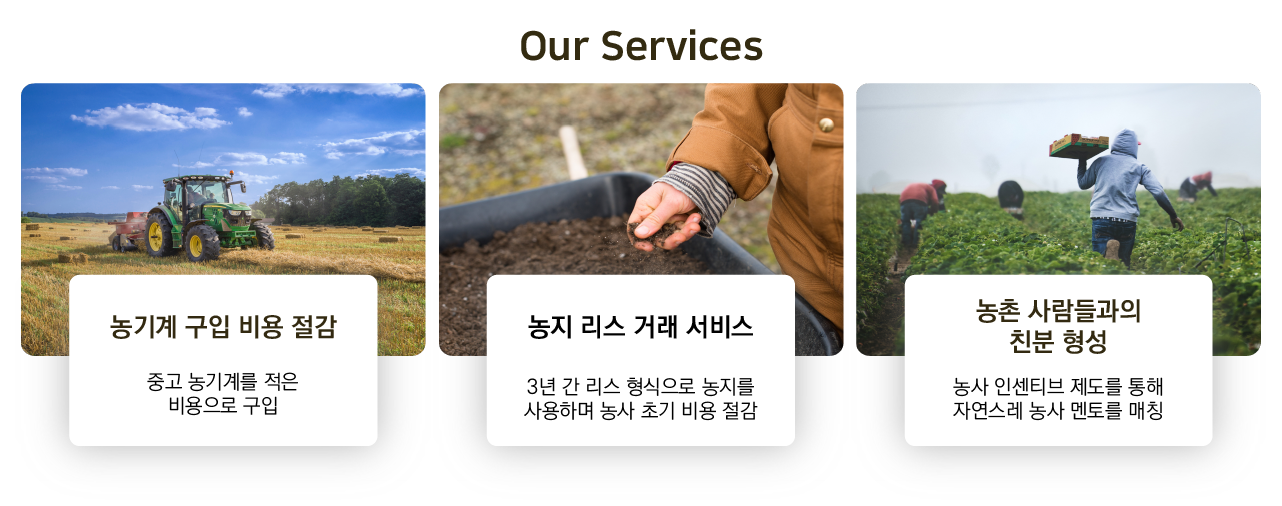 Our Services
농기계 구입 비용 절감
중고 농기계를 적은
비용으로 구입
농지 리스 거래 서비스
3년 간 리스 형식으로 농지를
사용하며 농사 초기 비용 절감
농촌 사람들과의
친분 형성
농사 인센티브 제도를 통해
자연스레 농사 멘토를 매칭